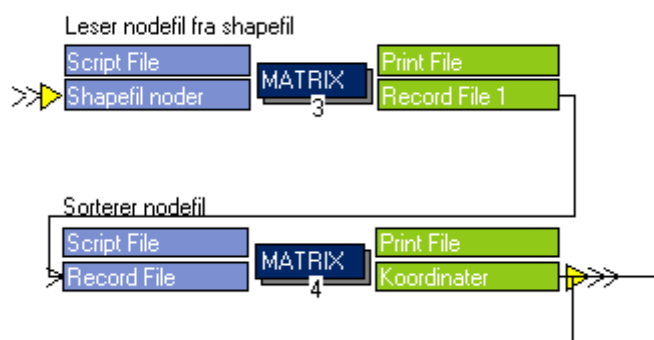 Leser nodefil fra shapefil
Script File
MATRIX
Print File
Shapefil noder
3
Record File 1
Sorterer nodefil
Script File
MATRIX
Print File
Record File
4
Koordinater